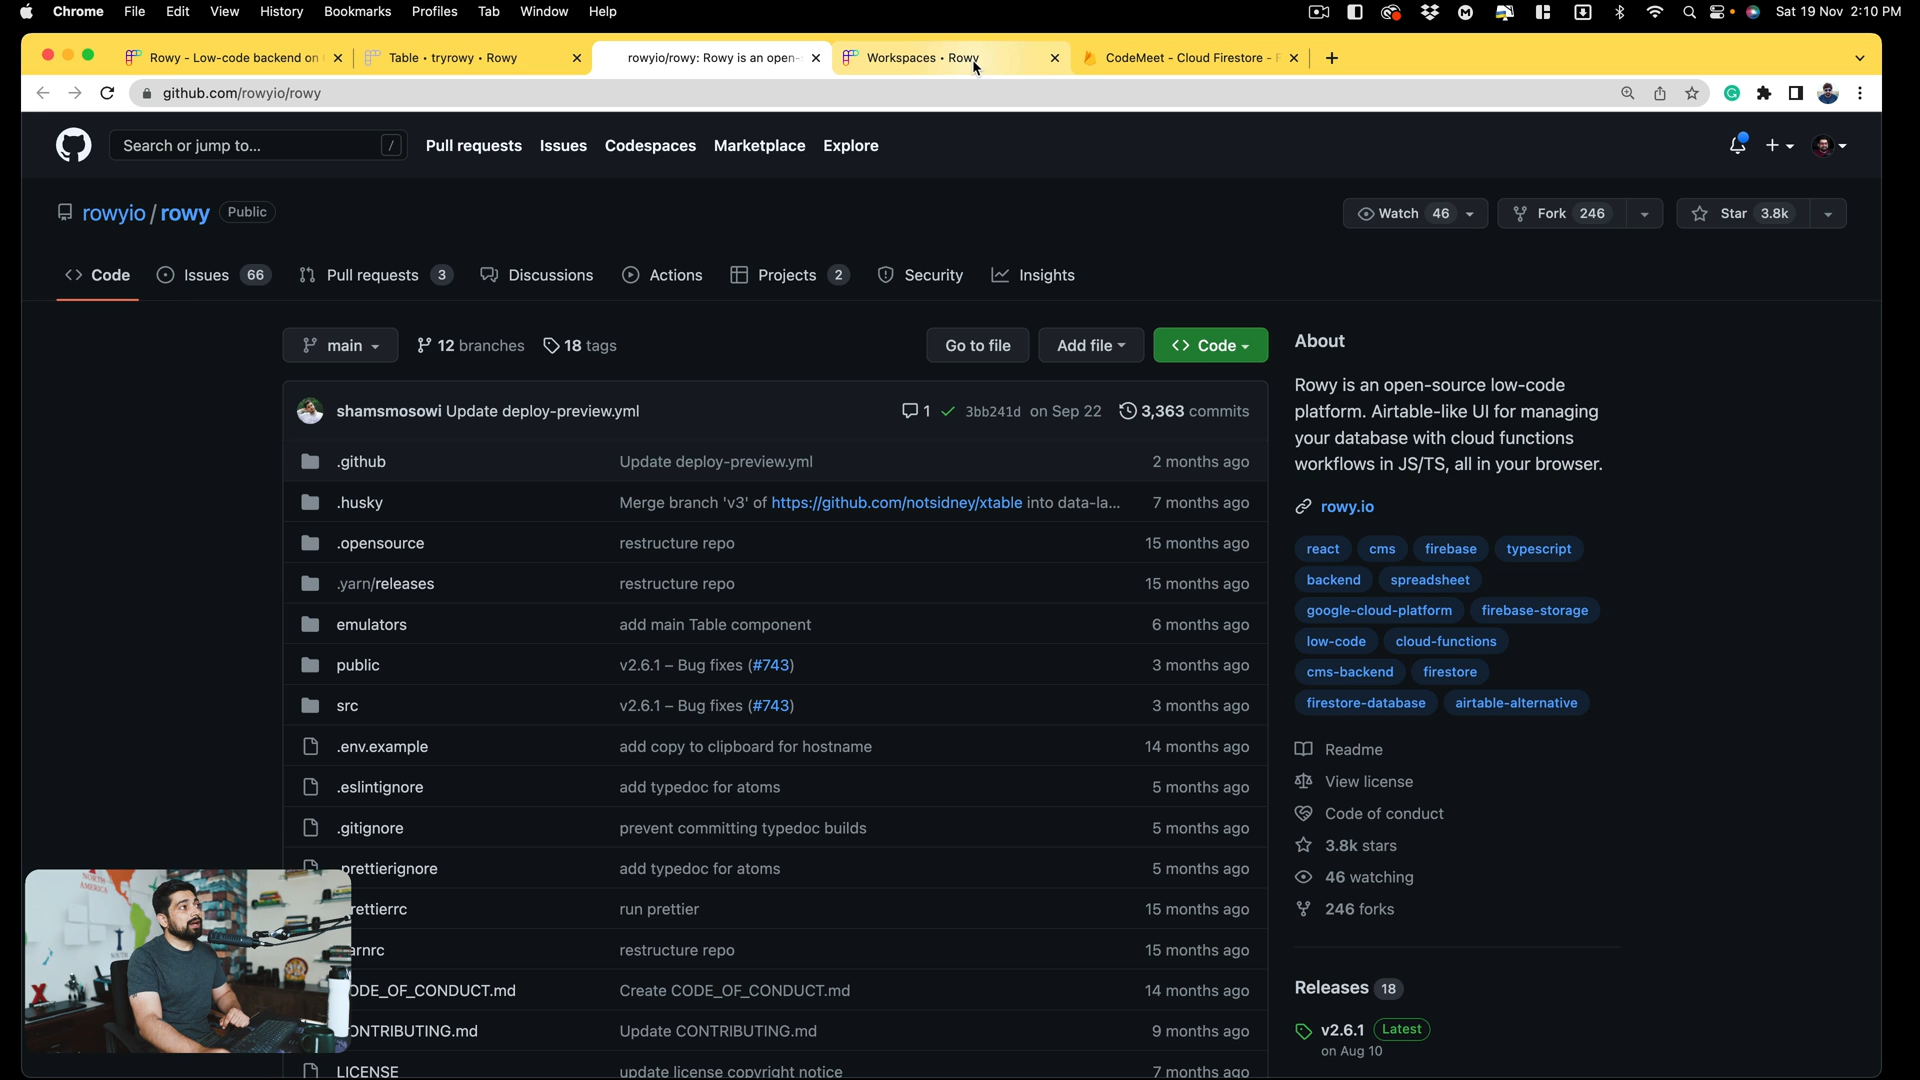 Chrome File Edit View History Bookmarks Profiles Tab Window Help
Sat 19 Nov 2:10 PM
Rowy - Low-code backend on
Table • tryrowy • Rowy
rowyio/rowy: Rowy is an open-
Workspaces • Rowy
CodeMeet - Cloud Firestore - F
github.com/rowyio/rowy
Search or jump to... /
Pull requests Issues Codespaces Marketplace Explore
rowyio / rowy Public
Watch 46
Fork 246
Star 3.8k
Code
Issues 66
Pull requests 3
Discussions
Actions
Projects 2
Security
Insights
main
12 branches
18 tags
Go to file
Add file
Code
shamsmosowi Update deploy-preview.yml
1 3bb241d on Sep 22 3,363 commits
.github Update deploy-preview.yml 2 months ago
.husky Merge branch 'v3' of https://github.com/notsidney/xtable into data-la... 7 months ago
.opensource restructure repo 15 months ago
.yarn/releases restructure repo 15 months ago
emulators add main Table component 6 months ago
public v2.6.1 – Bug fixes (#743) 3 months ago
src v2.6.1 – Bug fixes (#743) 3 months ago
.env.example add copy to clipboard for hostname 14 months ago
.eslintignore add typedoc for atoms 5 months ago
.gitignore prevent committing typedoc builds 5 months ago
prettierignore add typedoc for atoms 5 months ago
rettierrc run prettier 15 months ago
arnrc restructure repo 15 months ago
ODE_OF_CONDUCT.md Create CODE_OF_CONDUCT.md 14 months ago
ONTRIBUTING.md Update CONTRIBUTING.md 9 months ago
LICENSE update license copyright notice 7 months ago
About
Rowy is an open-source low-code
platform. Airtable-like UI for managing
your database with cloud functions
workflows in JS/TS, all in your browser.
rowy.io
react cms firebase typescript
backend spreadsheet
google-cloud-platform firebase-storage
low-code cloud-functions
cms-backend firestore
firestore-database airtable-alternative
Readme
View license
Code of conduct
3.8k stars
46 watching
246 forks
Releases 18
v2.6.1 Latest
on Aug 10
NORTH
AMERICA